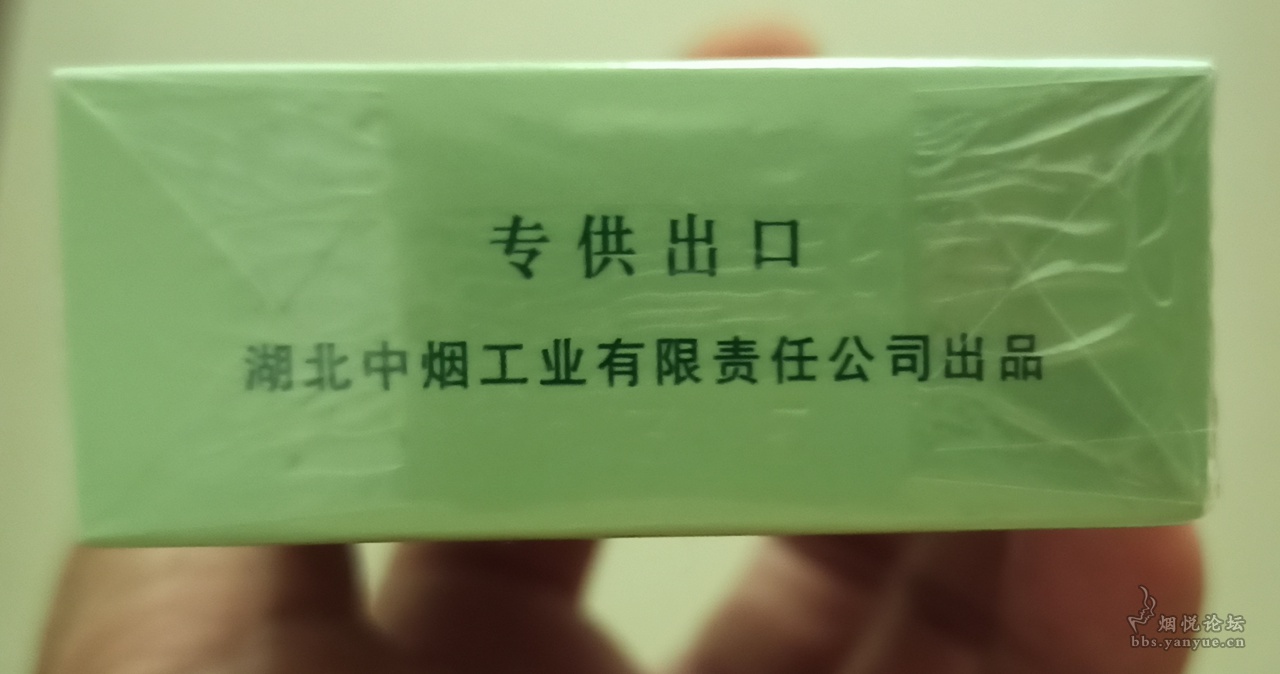 专供出口
湖北中烟工业有限责任公司出品
烟悦论坛
bbs.yanyue.cn